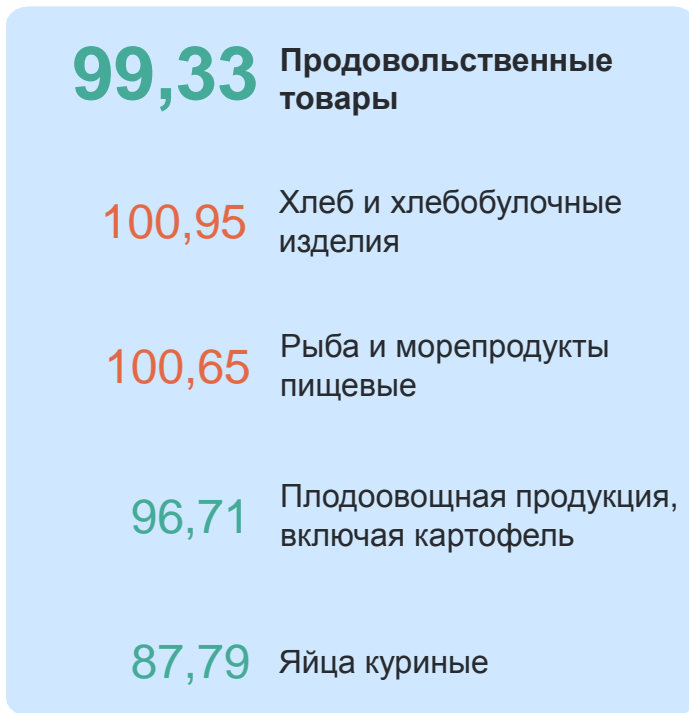 99,33 Продовольственные
товары
100,95 Хлеб и хлебобулочные
изделия
100,65 Рыба и морепродукты
пищевые
96,71 Плодоовощная продукция,
включая картофель
87,79 Яйца куриные